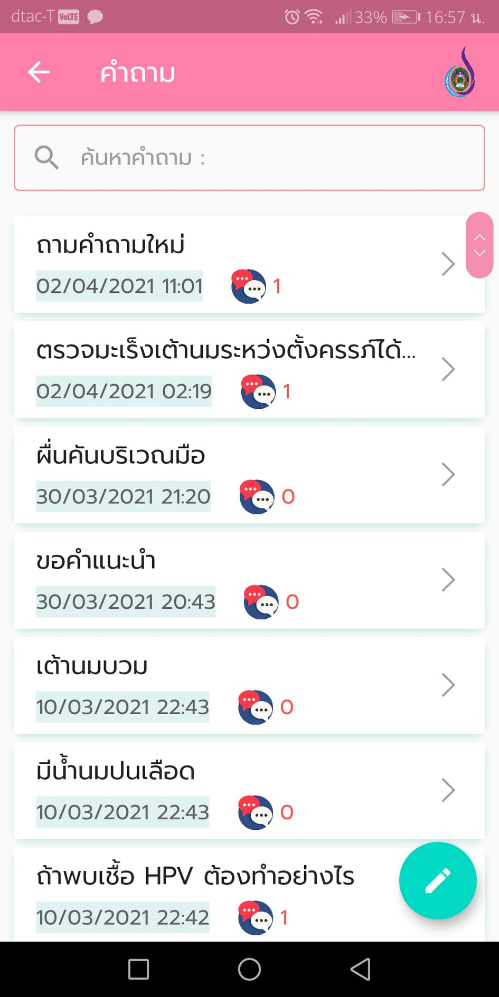 dtac-T VoLTE 33% 16:57 น.
คำถาม
ค้นหาคำถาม :
ถามคำถามใหม่
02/04/2021 11:01 1
ตรวจมะเร็งเต้านมระหว่งตั้งครรภ์ได้...
02/04/2021 02:19 1
ผื่นคันบริเวณมือ
30/03/2021 21:20 0
ขอคำแนะนำ
30/03/2021 20:43 0
เต้านมบวม
10/03/2021 22:43 0
มีน้ำนมปนเลือด
10/03/2021 22:43 0
ถ้าพบเชื้อ HPV ต้องทำอย่างไร
10/03/2021 22:42 1